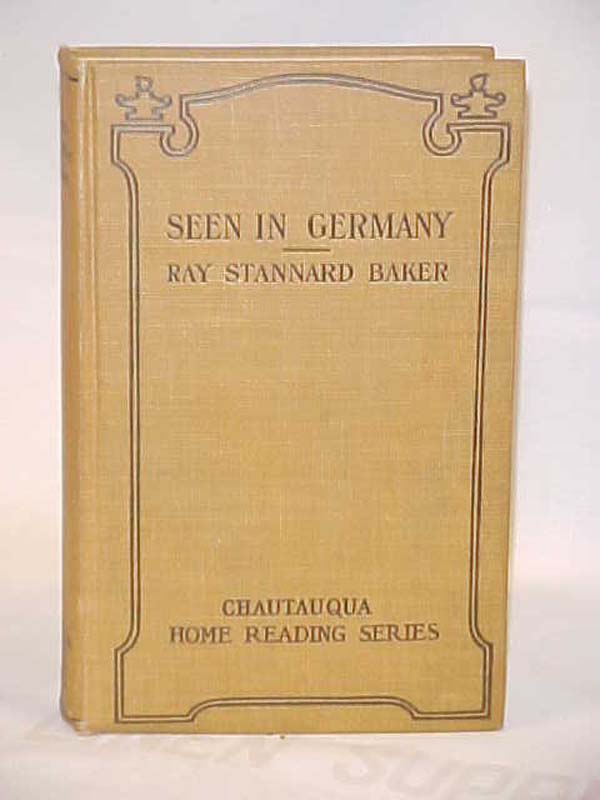 SEEN IN GERMANY
RAY STANNARD BAKER
CHAUTAUQUA
HOME READING SERIES